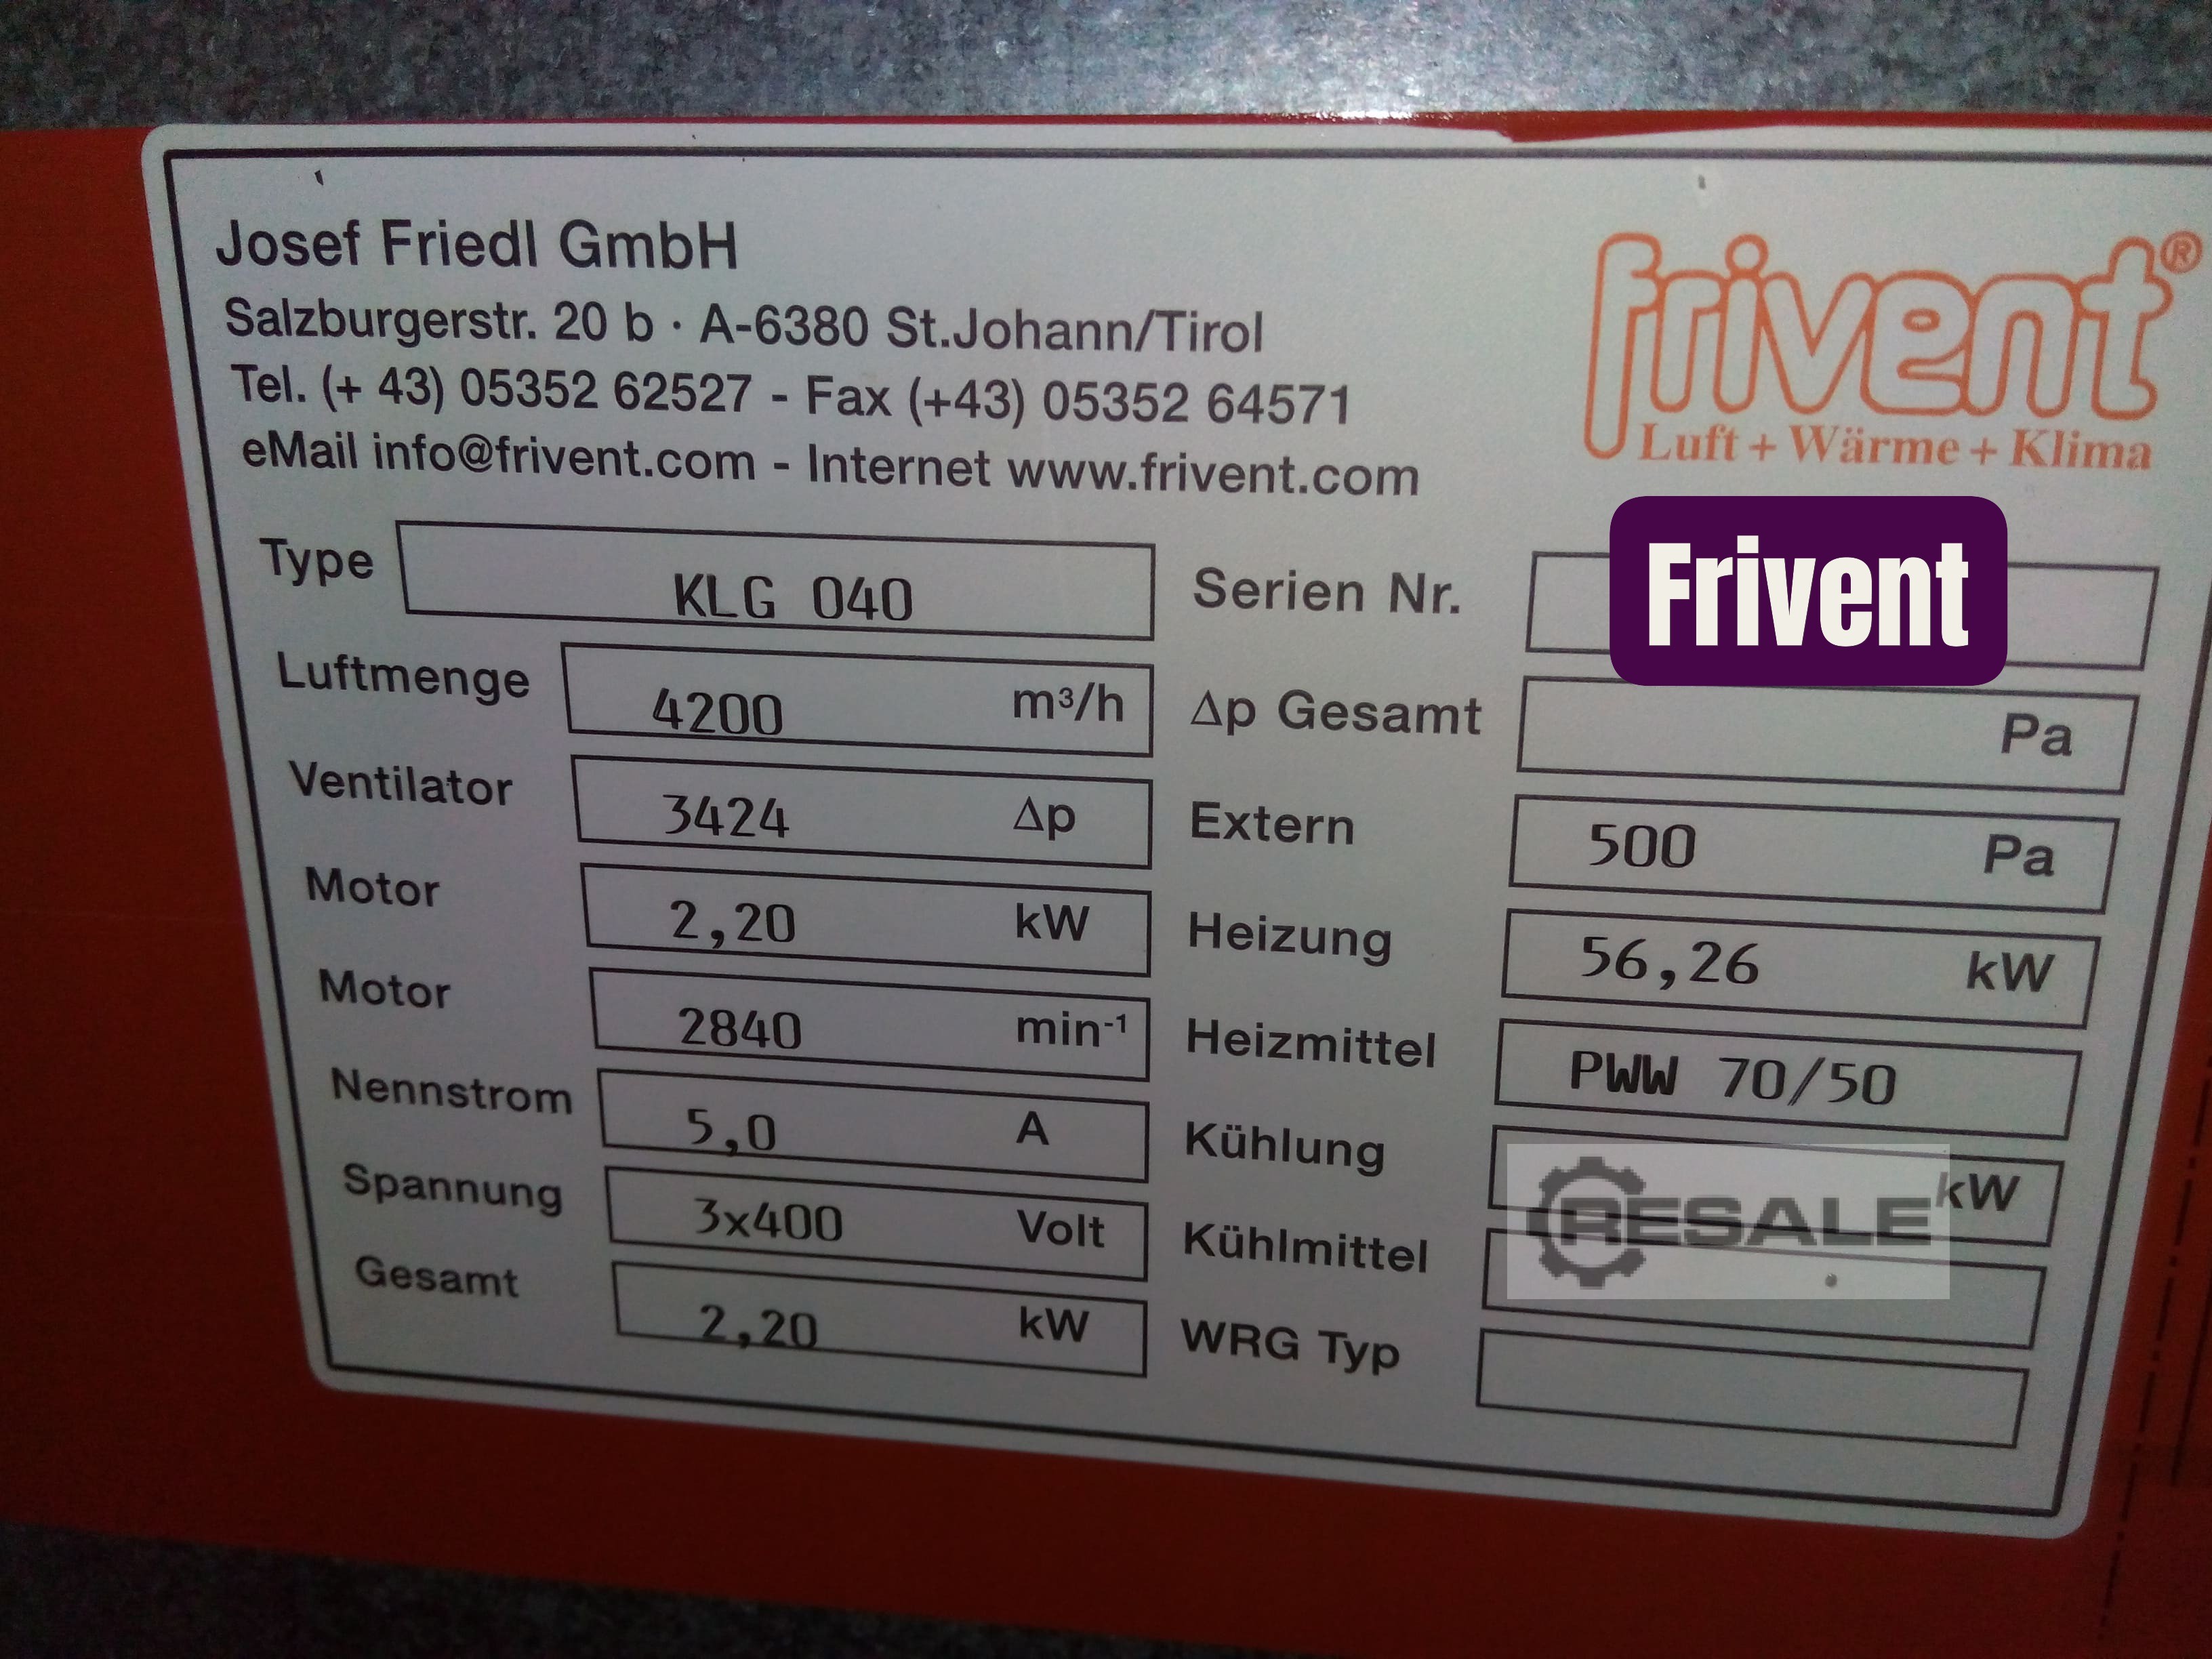 Josef Friedl GmbH
Salzburgerstr. 20 b · A-6380 St.Johann/Tirol
Tel. (+ 43) 05352 62527 - Fax (+43) 05352 64571
eMail info@frivent.com - Internet www.frivent.com
frivent®
Luft + Wärme + Klima
Frivent
Type KLG 040
Luftmenge 4200 m³/h
Ventilator 3424 Δp
Motor 2,20 kW
Motor 2840 min⁻¹
Nennstrom 5,0 A
Spannung 3x400 Volt
Gesamt 2,20 kW
Serien Nr.
Δp Gesamt Pa
Extern 500 Pa
Heizung 56,26 kW
Heizmittel PWW 70/50
Kühlung kW
Kühlmittel
WRG Typ
RESALE